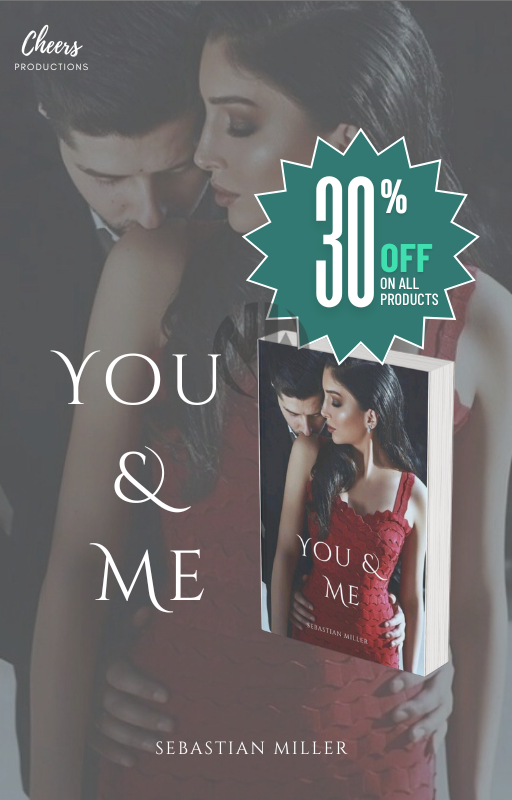 Cheers
PRODUCTIONS
30%
OFF
ON ALL
PRODUCTS
YOU
&
ME
YOU &
ME
SEBASTIAN MILLER
SEBASTIAN MILLER